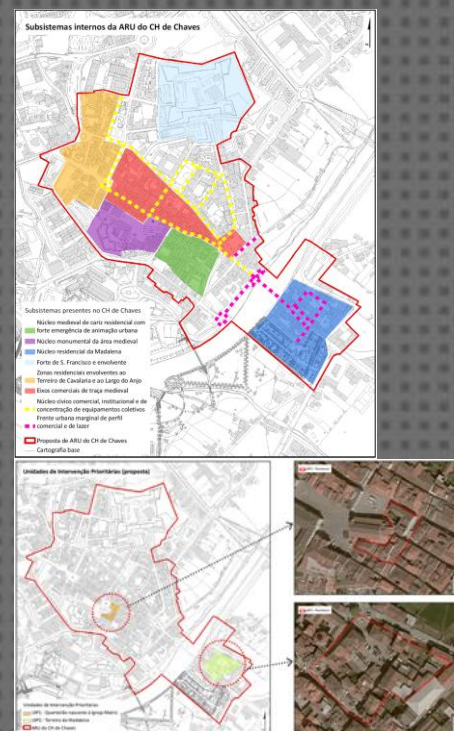 Subsistemas internos da ARU do CH de Chaves
Subsistemas presentes no CH de Chaves
Núcleo medieval de cariz residencial com
forte emergência de animação urbana
Núcleo monumental da área medieval
Núcleo residencial da Madalena
Forte de S. Francisco e envolvente
Zonas residenciais envolventes ao
Terreiro de Cavalaria e ao Largo do Anjo
Eixos comerciais de traça medieval
Núcleo cívico comercial, institucional e de
concentração de equipamentos coletivos
Frente urbana marginal de perfil
comercial e de lazer
Proposta de ARU do CH de Chaves
Cartografia base
Unidades de Intervenção Prioritárias (proposta)
Unidades de Intervenção Prioritárias
UIP1 - Quarteirão nascente à Igreja Matriz
UIP2 - Terreiro da Madalena
ARU do CH de Chaves